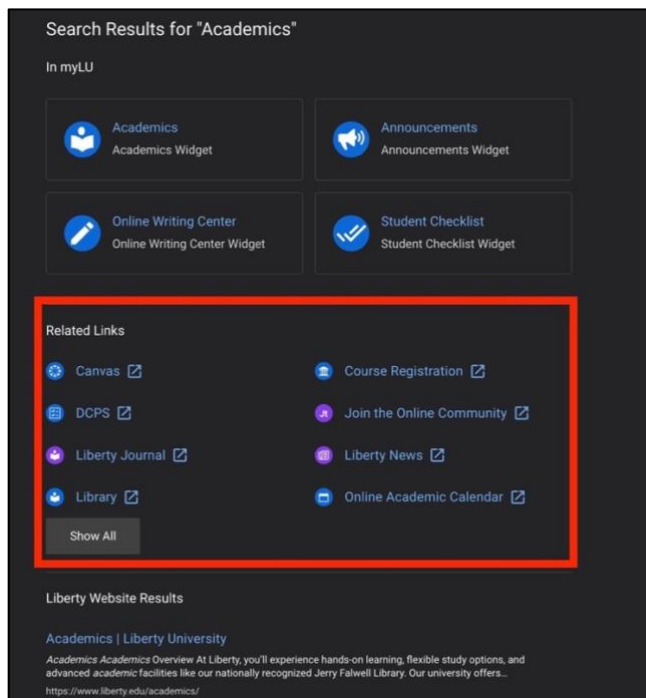 Search Results for "Academics"
In myLU
Academics
Academics Widget
Announcements
Announcements Widget
Online Writing Center
Online Writing Center Widget
Student Checklist
Student Checklist Widget
Related Links
Canvas
Course Registration
DCPS
Jt
Join the Online Community
Liberty Journal
Liberty News
Library
Online Academic Calendar
Show All
Liberty Website Results
Academics | Liberty University
Academics Academics Overview At Liberty, you'll experience hands-on learning, flexible study options, and
advanced academic facilities like our nationally recognized Jerry Falwell Library. Our university offers...
https://www.liberty.edu/academics/